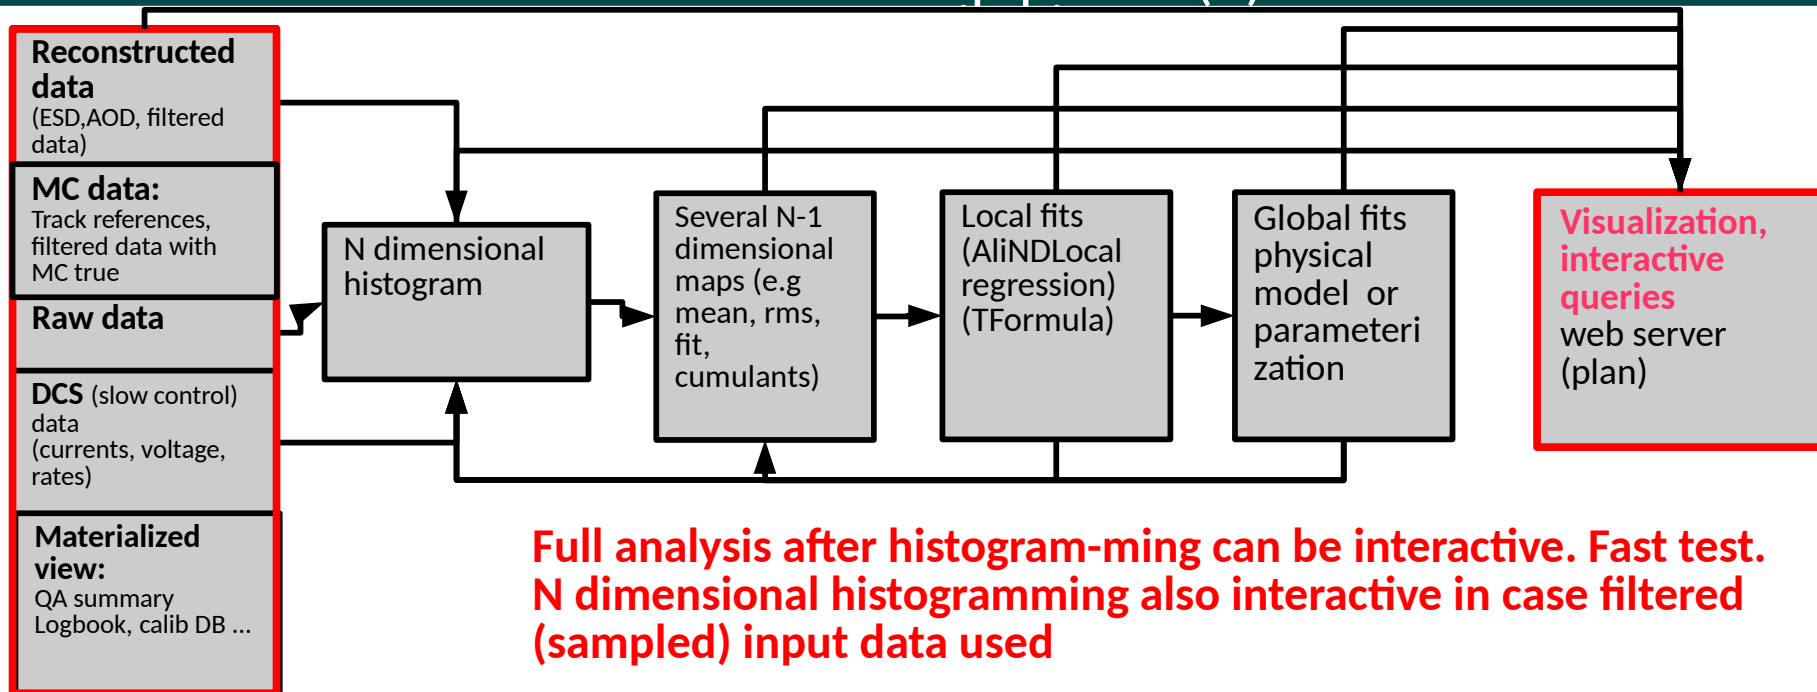 Reconstructed
data
(ESD,AOD, filtered
data)
MC data:
Track references,
filtered data with
MC true
Raw data
DCS (slow control)
data
(currents, voltage,
rates)
Materialized
view:
QA summary
Logbook, calib DB ...
N dimensional
histogram
Several N-1
dimensional
maps (e.g
mean, rms,
fit,
cumulants)
Local fits
(AliNDLocal
regression)
(TFormula)
Global fits
physical
model or
parameteri
zation
Visualization,
interactive
queries
web server
(plan)
Full analysis after histogram-ming can be interactive. Fast test.
N dimensional histogramming also interactive in case filtered
(sampled) input data used